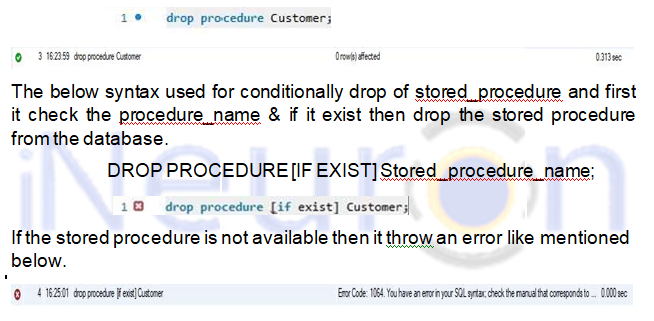 1 drop procedure Customer;
3 16:23:59 drop procedure Customer 0 row(s) affected 0.313 sec
The below syntax used for conditionally drop of stored_procedure and first
it check the procedure_name & if it exist then drop the stored procedure
from the database.
DROP PROCEDURE [IF EXIST] Stored_procedure_name;
1 drop procedure [if exist] Customer;
If the stored procedure is not available then it throw an error like mentioned
below.
4 16:25:01 drop procedure [if exist] Customer Error Code: 1064. You have an error in your SQL syntax; check the manual that corresponds to ... 0.000 sec
iNeuron